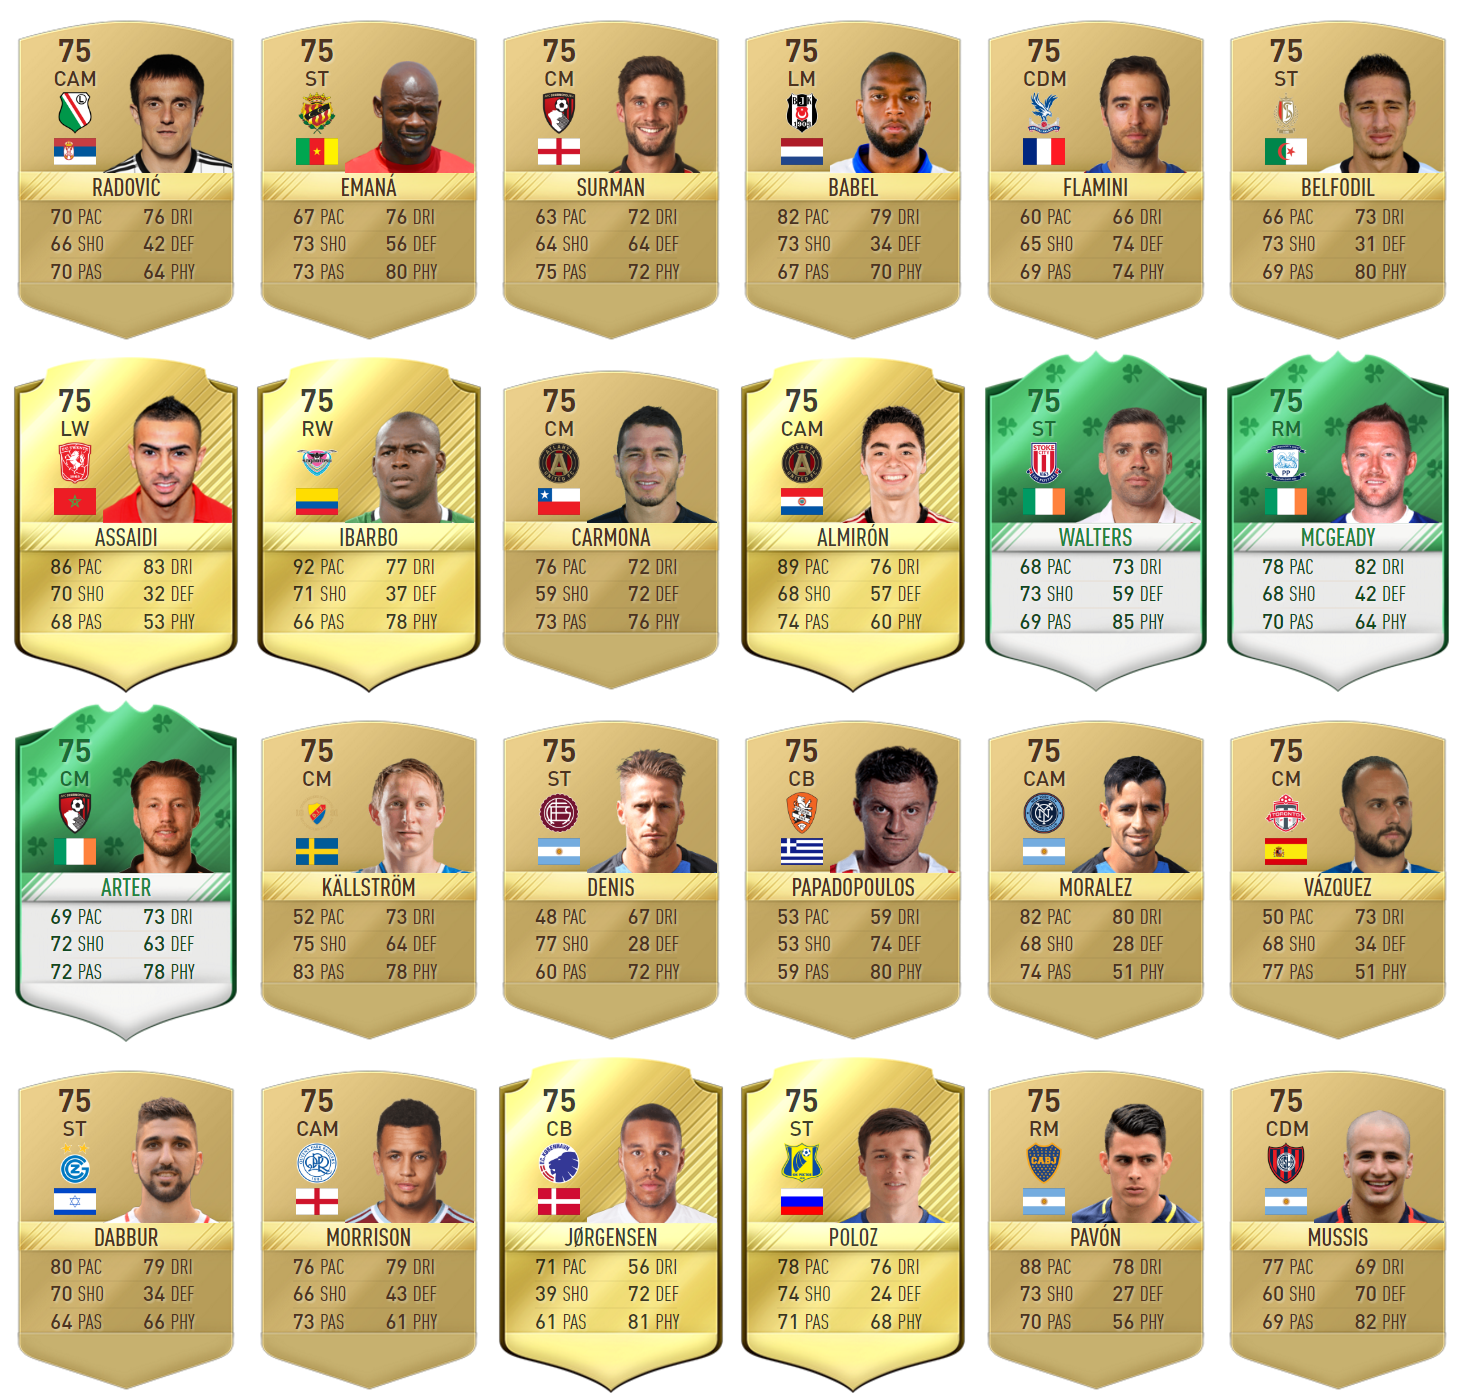 75 75 75 75 75 75
CAM ST CM LM CDM ST
RADOVIĆ EMANÁ SURMAN BABEL FLAMINI BELFODIL
70 PAC 76 DRI 67 PAC 76 DRI 63 PAC 72 DRI 82 PAC 79 DRI 60 PAC 66 DRI 66 PAC 73 DRI
66 SHO 42 DEF 73 SHO 56 DEF 64 SHO 64 DEF 73 SHO 34 DEF 65 SHO 74 DEF 73 SHO 31 DEF
70 PAS 64 PHY 73 PAS 80 PHY 75 PAS 72 PHY 67 PAS 70 PHY 69 PAS 74 PHY 69 PAS 80 PHY
75 75 75 75 75 75
LW RW CM CAM ST RM
ASSAIDI IBARBO CARMONA ALMIRÓN WALTERS MCGEADY
86 PAC 83 DRI 92 PAC 77 DRI 76 PAC 72 DRI 89 PAC 76 DRI 68 PAC 73 DRI 78 PAC 82 DRI
70 SHO 32 DEF 71 SHO 37 DEF 59 SHO 72 DEF 68 SHO 57 DEF 73 SHO 59 DEF 68 SHO 42 DEF
68 PAS 53 PHY 66 PAS 78 PHY 73 PAS 76 PHY 74 PAS 60 PHY 69 PAS 85 PHY 70 PAS 64 PHY
75 75 75 75 75 75
CM CM ST CB CAM CM
ARTER KÄLLSTRÖM DENIS PAPADOPOULOS MORALEZ VÁZQUEZ
69 PAC 73 DRI 52 PAC 73 DRI 48 PAC 67 DRI 53 PAC 59 DRI 82 PAC 80 DRI 50 PAC 73 DRI
72 SHO 63 DEF 75 SHO 64 DEF 77 SHO 28 DEF 53 SHO 74 DEF 68 SHO 28 DEF 68 SHO 34 DEF
72 PAS 78 PHY 83 PAS 78 PHY 60 PAS 72 PHY 59 PAS 80 PHY 74 PAS 51 PHY 77 PAS 51 PHY
75 75 75 75 75 75
ST CAM CB ST RM CDM
DABBUR MORRISON JØRGENSEN POLOZ PAVÓN MUSSIS
80 PAC 79 DRI 76 PAC 79 DRI 71 PAC 56 DRI 78 PAC 76 DRI 88 PAC 78 DRI 77 PAC 69 DRI
70 SHO 34 DEF 66 SHO 43 DEF 39 SHO 72 DEF 74 SHO 24 DEF 73 SHO 27 DEF 60 SHO 70 DEF
64 PAS 66 PHY 73 PAS 61 PHY 61 PAS 81 PHY 71 PAS 68 PHY 70 PAS 56 PHY 69 PAS 82 PHY